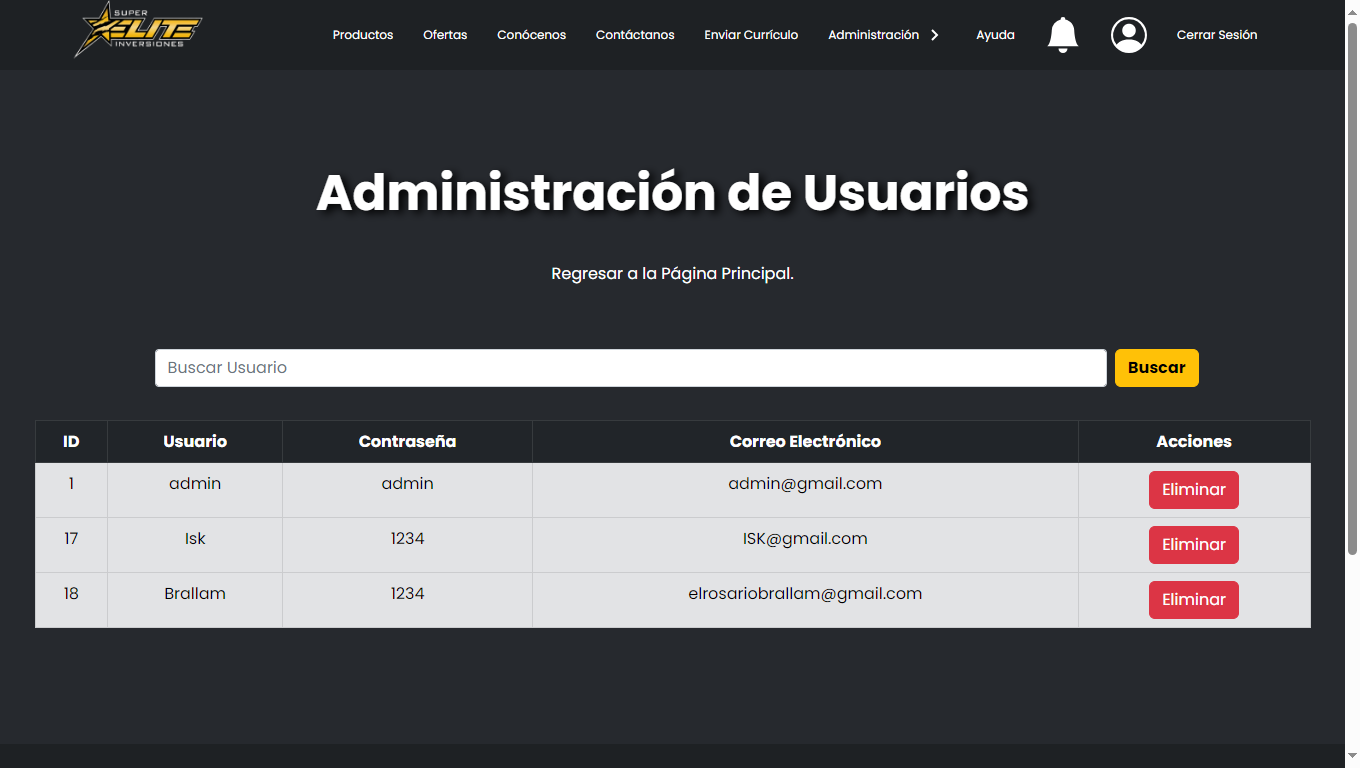 SUPER
ELITE
INVERSIONES
Productos Ofertas Conócenos Contáctanos Enviar Currículo Administración Ayuda Cerrar Sesión
Administración de Usuarios
Regresar a la Página Principal.
Buscar Usuario Buscar
ID Usuario Contraseña Correo Electrónico Acciones
1 admin admin admin@gmail.com Eliminar
17 Isk 1234 ISK@gmail.com Eliminar
18 Brallam 1234 elrosariobrallam@gmail.com Eliminar